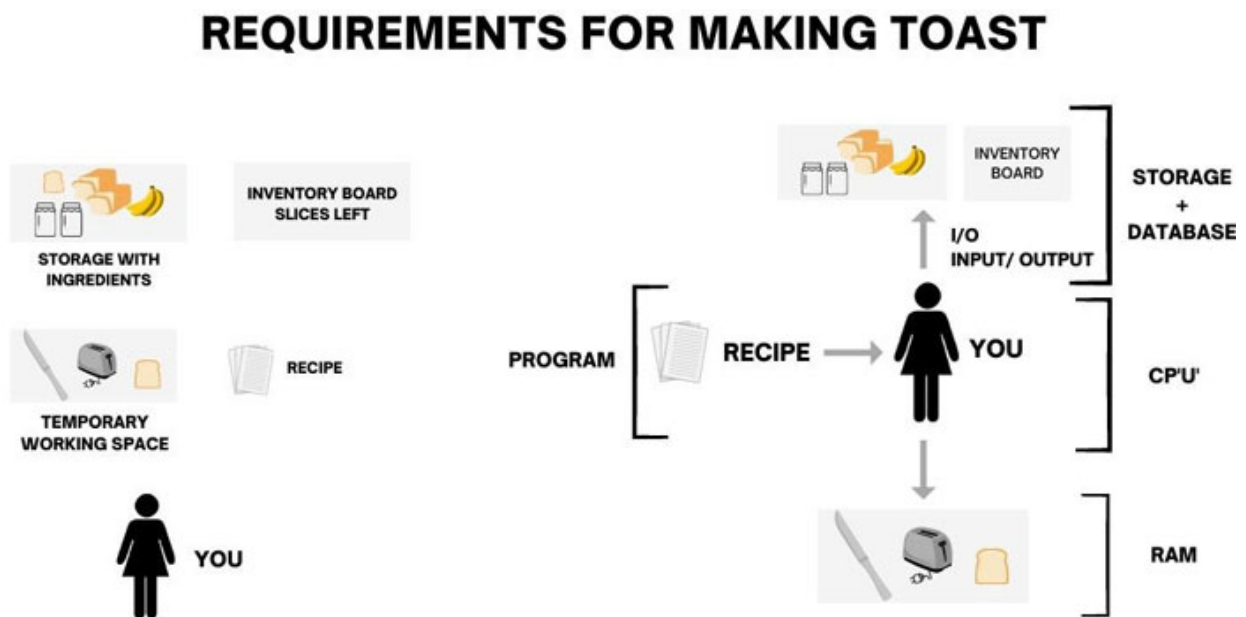 REQUIREMENTS FOR MAKING TOAST
INVENTORY BOARD
SLICES LEFT
STORAGE WITH
INGREDIENTS
RECIPE
TEMPORARY
WORKING SPACE
YOU
INVENTORY
BOARD
STORAGE
+
DATABASE
I/O
INPUT/ OUTPUT
PROGRAM
RECIPE
YOU
CP'U'
RAM